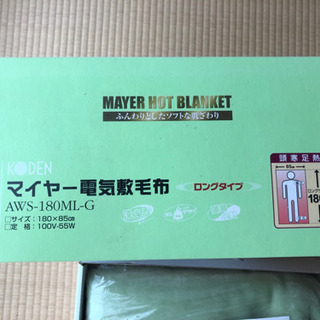 MAYER HOT BLANKET
ふんわりとしたソフトな肌ざわり
KODEN
マイヤー電気敷毛布
ロングタイプ
AWS-180ML-G
□サイズ：180×85cm
□定　格：100V-55W
頭寒足熱
85cm
180